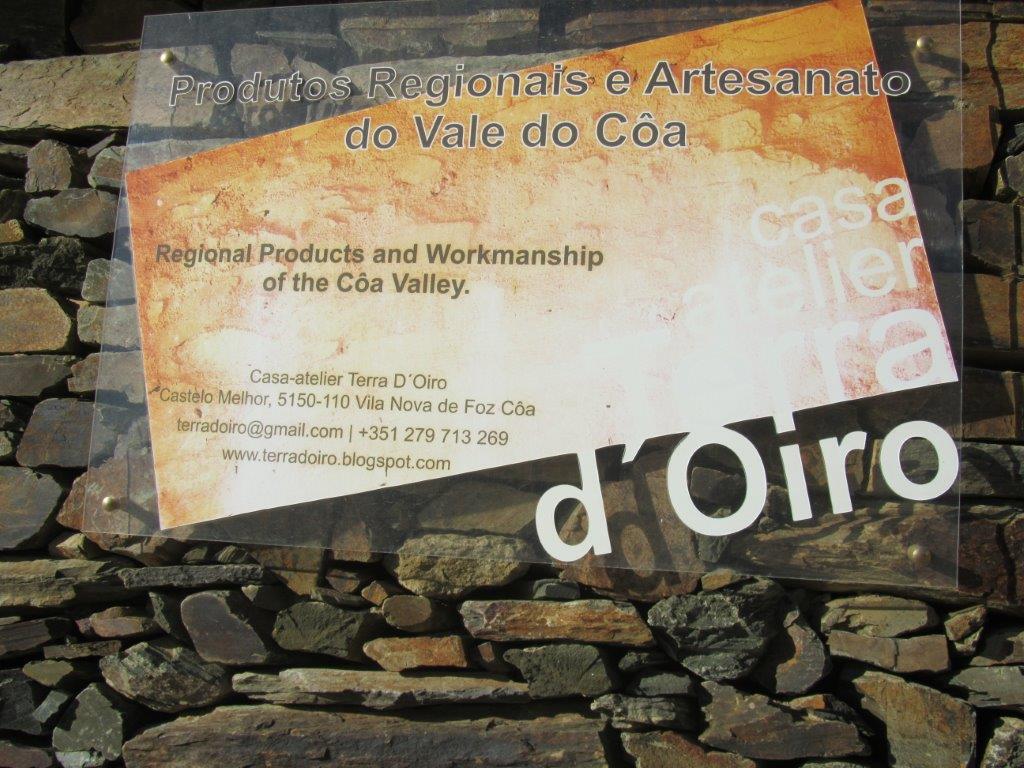 Produtos Regionais e Artesanato
do Vale do Côa
Regional Products and Workmanship
of the Côa Valley.
Casa-atelier Terra D´Oiro
Castelo Melhor, 5150-110 Vila Nova de Foz Côa
terradoiro@gmail.com | +351 279 713 269
www.terradoiro.blogspot.com
casa
atelier
Terra
d´Oiro